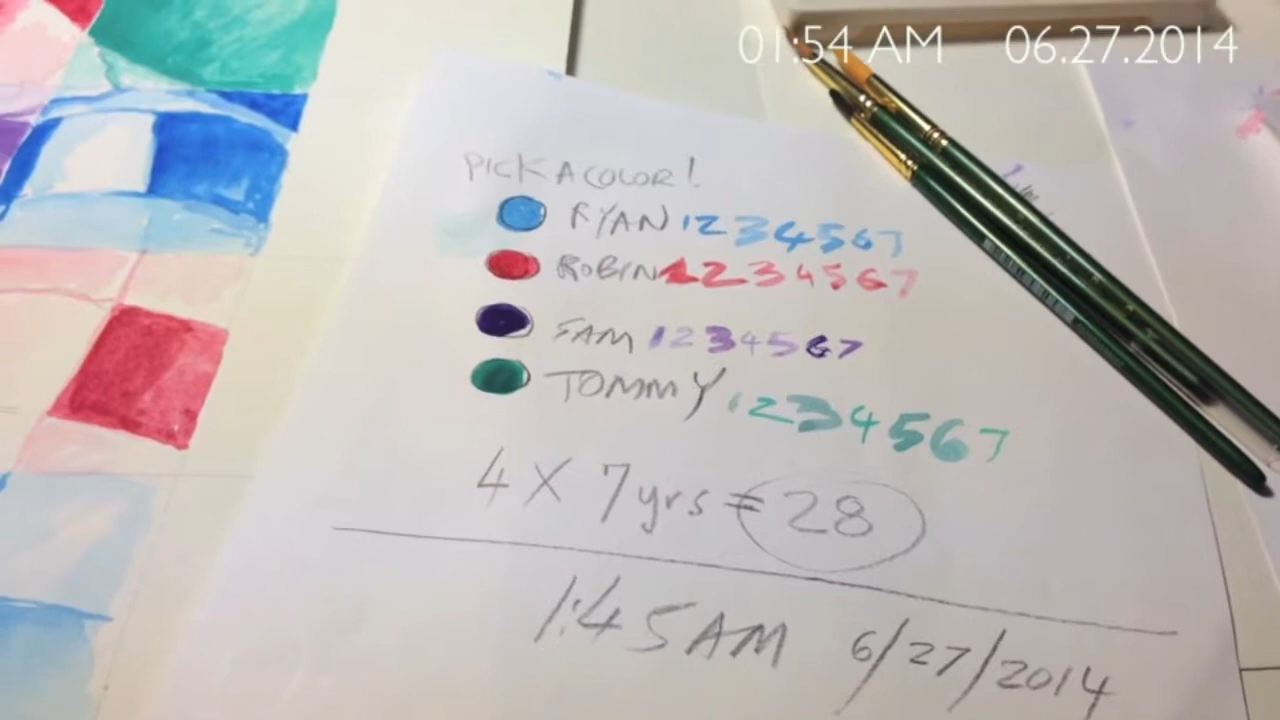 01:54 AM 06.27.2014
PICK A COLOR!
RYAN 1234567
ROBIN 1234567
SAM 1234567
TOMMY 1234567
4 X 7yrs = 28
1:45AM 6/27/2014